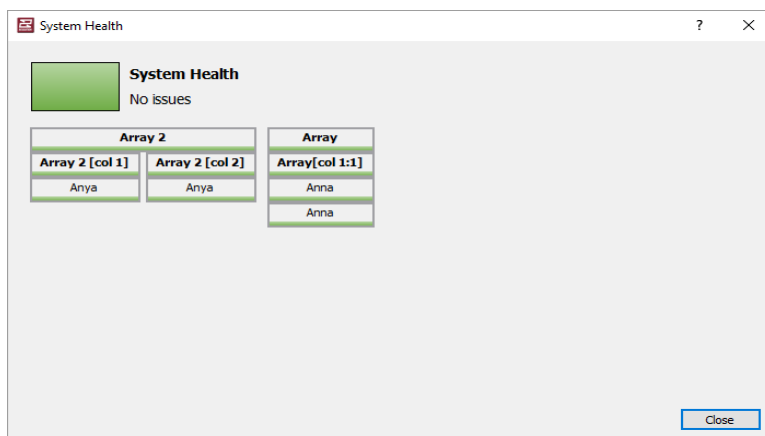 System Health
?
System Health
No issues
Array 2
Array
Array 2 [col 1]
Array 2 [col 2]
Array[col 1:1]
Anya
Anya
Anna
Anna
Close